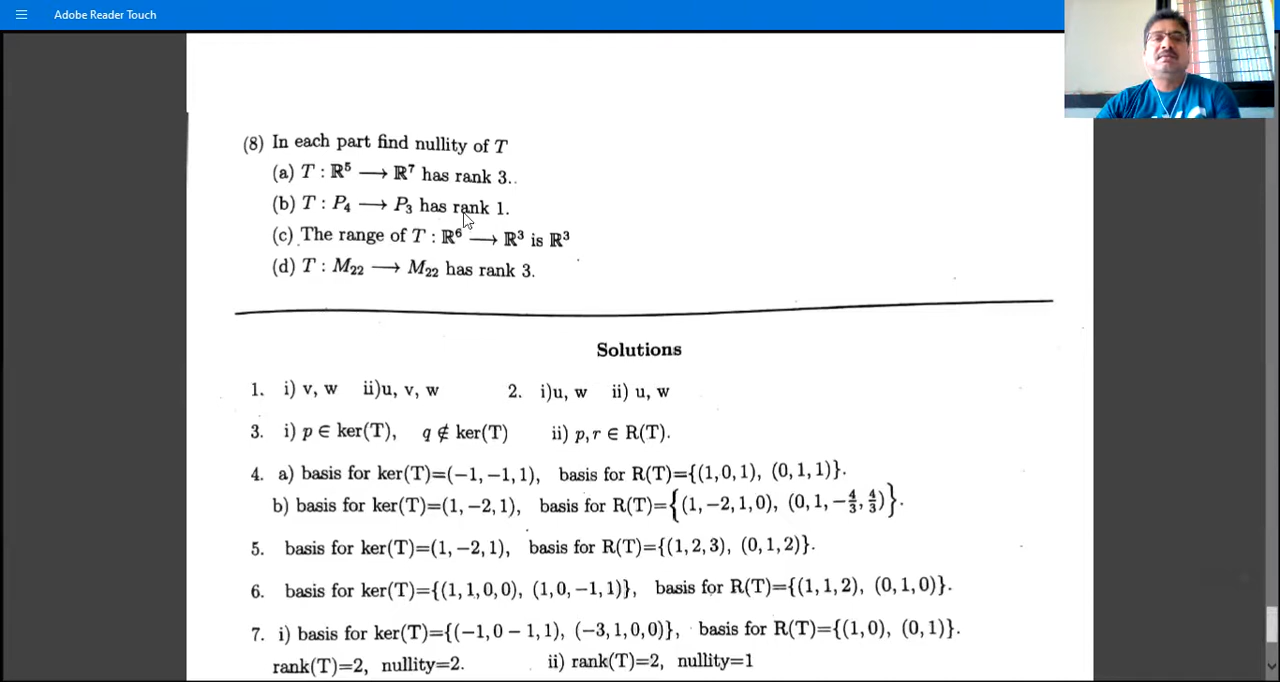 Adobe Reader Touch
(8) In each part find nullity of T
(a) T : ℝ⁵ ⟶ ℝ⁷ has rank 3..
(b) T : P₄ ⟶ P₃ has rank 1.
(c) The range of T : ℝ⁶ ⟶ ℝ³ is ℝ³
(d) T : M₂₂ ⟶ M₂₂ has rank 3.
Solutions
1. i) v, w ii)u, v, w 2. i)u, w ii) u, w
3. i) p ∈ ker(T), q ∉ ker(T) ii) p, r ∈ R(T).
4. a) basis for ker(T)=(−1, −1, 1), basis for R(T)={(1, 0, 1), (0, 1, 1)}.
b) basis for ker(T)=(1, −2, 1), basis for R(T)={(1, −2, 1, 0), (0, 1, −4/3, 4/3)}.
5. basis for ker(T)=(1, −2, 1), basis for R(T)={(1, 2, 3), (0, 1, 2)}.
6. basis for ker(T)={(1, 1, 0, 0), (1, 0, −1, 1)}, basis for R(T)={(1, 1, 2), (0, 1, 0)}.
7. i) basis for ker(T)={(−1, 0 − 1, 1), (−3, 1, 0, 0)}, basis for R(T)={(1, 0), (0, 1)}.
rank(T)=2, nullity=2. ii) rank(T)=2, nullity=1